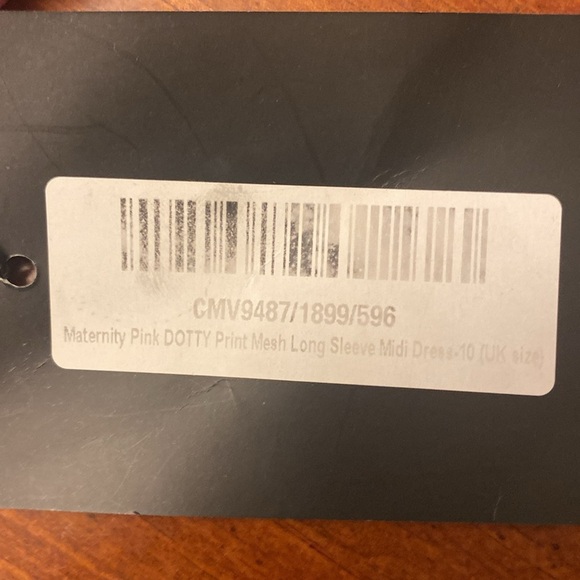 CMV9487/1899/596
Maternity Pink DOTTY Print Mesh Long Sleeve Midi Dress-10 (UK size)